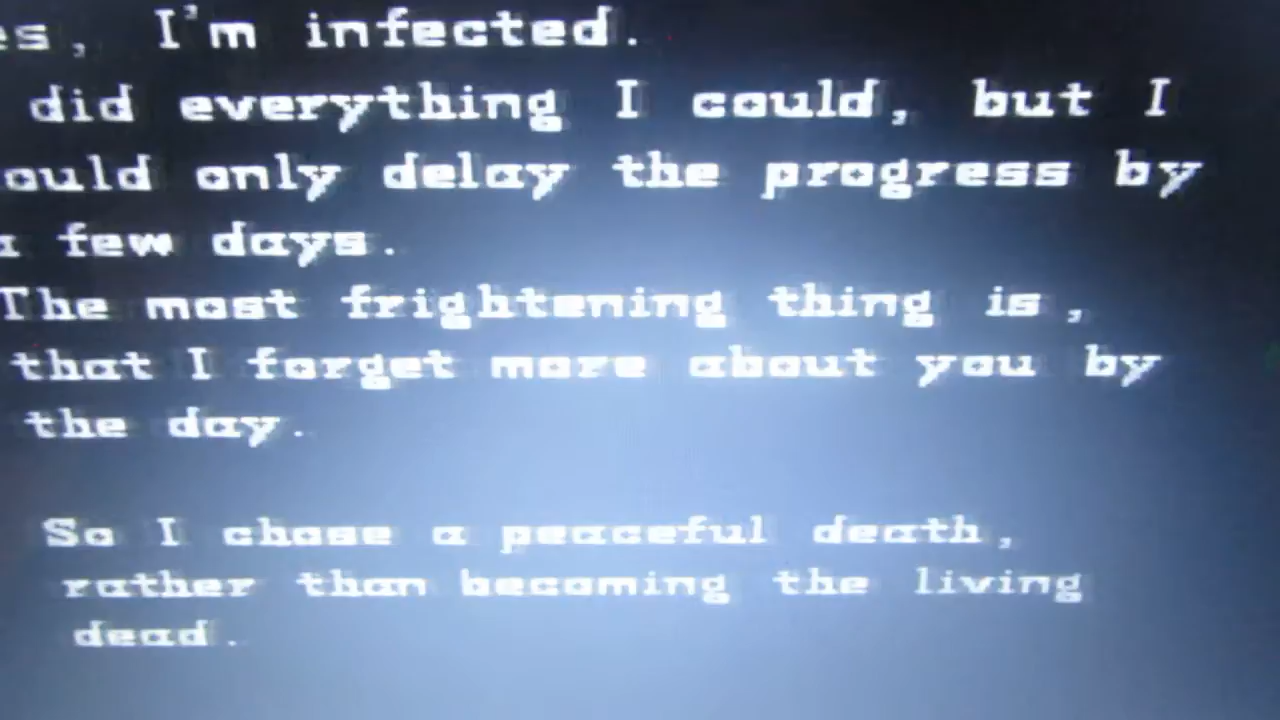 es, I'm infected.
did everything I could, but I
ould only delay the progress by
a few days.
The most frightening thing is,
that I forget more about you by
the day.
So I chose a peaceful death,
rather than becoming the living
dead.